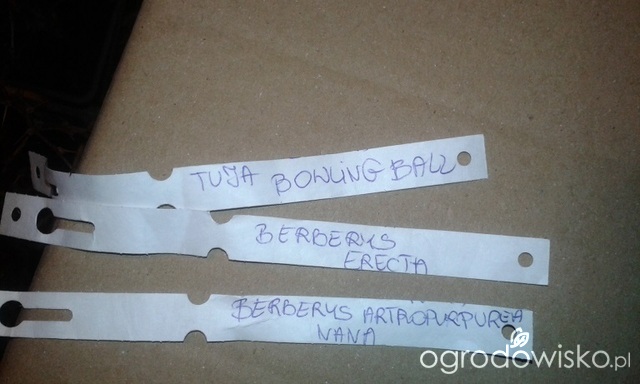 TUJA BOWLING BALL
BERBERYS
ERECTA
BERBERYS ARTROPURPUREA
NANA
ogrodowisko.pl